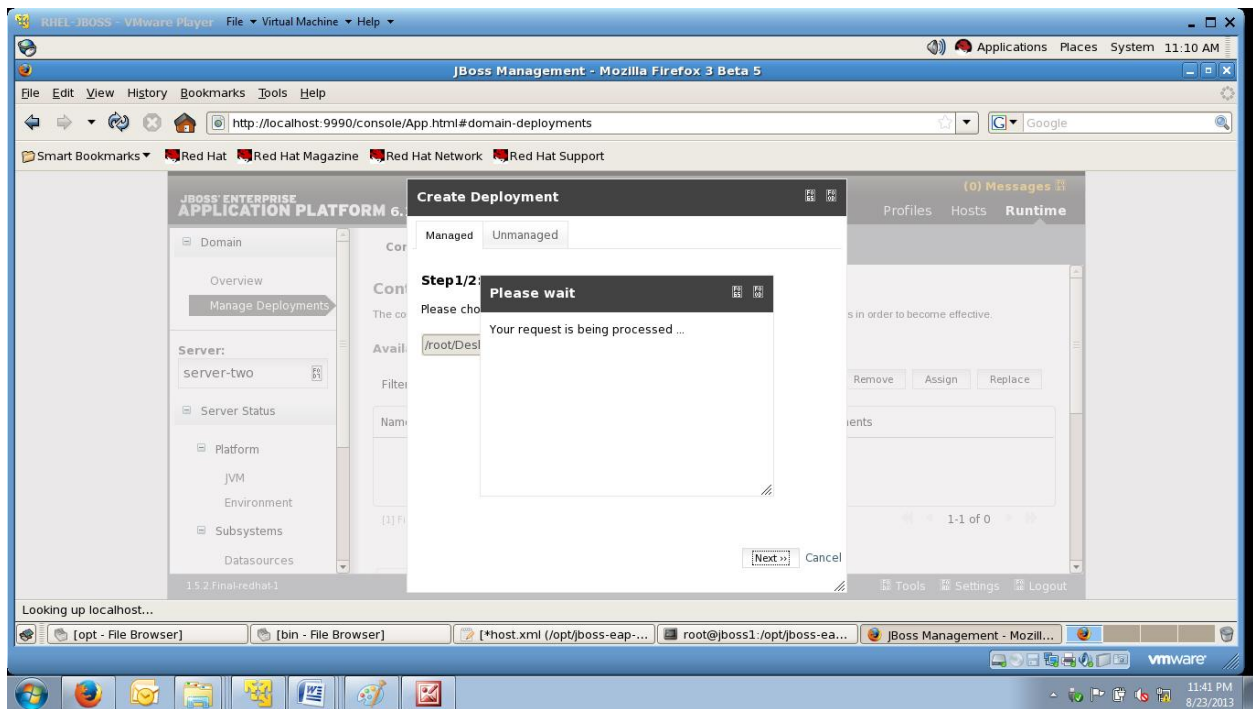 RHEL-JBOSS - VMware Player File Virtual Machine Help
Applications Places System 11:10 AM
JBoss Management - Mozilla Firefox 3 Beta 5
File Edit View History Bookmarks Tools Help
http://localhost:9990/console/App.html#domain-deployments
Google
Smart Bookmarks Red Hat Red Hat Magazine Red Hat Network Red Hat Support
(0) Messages
JBOSS ENTERPRISE
APPLICATION PLATFORM 6.
Profiles Hosts Runtime
Create Deployment
Managed Unmanaged
Domain
Overview
Manage Deployments
Server:
server-two
Server Status
Platform
JVM
Environment
Subsystems
Datasources
Step1/2:
Please cho
/root/Desl
Please wait
Your request is being processed ...
The co
s in order to become effective.
Avail
Filter
Remove Assign Replace
Nam
ents
1-1 of 0
Next ›› Cancel
1.5.2.Final-redhat-1
Tools Settings Logout
Looking up localhost...
[opt - File Browser] [bin - File Browser] [*host.xml (/opt/jboss-eap-... root@jboss1:/opt/jboss-ea... JBoss Management - Mozill...
vmware
11:41 PM
8/23/2013